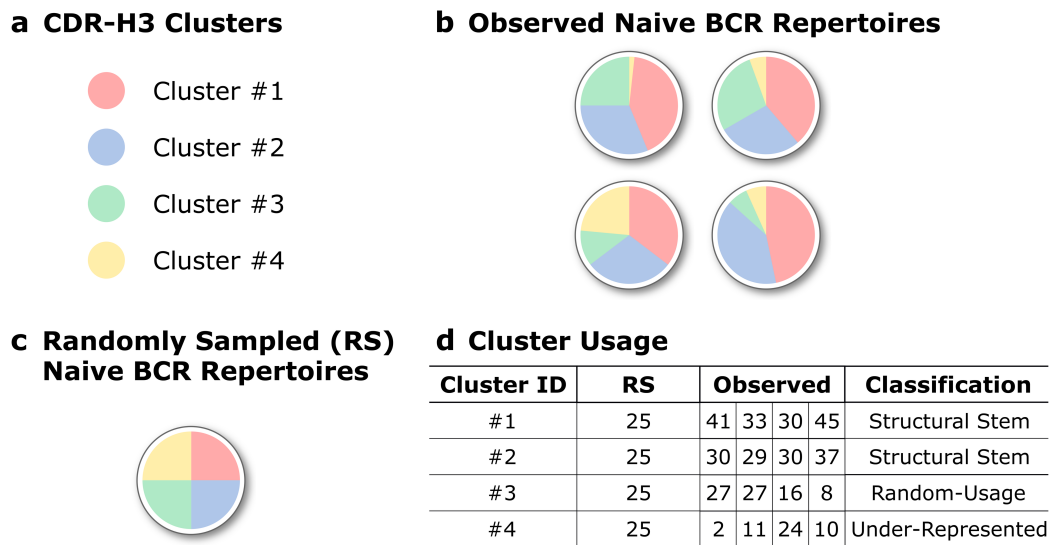 a CDR-H3 Clusters
Cluster #1
Cluster #2
Cluster #3
Cluster #4
b Observed Naive BCR Repertoires
c Randomly Sampled (RS)
Naive BCR Repertoires
d Cluster Usage
Cluster ID RS Observed Classification
#1 25 41 33 30 45 Structural Stem
#2 25 30 29 30 37 Structural Stem
#3 25 27 27 16 8 Random-Usage
#4 25 2 11 24 10 Under-Represented